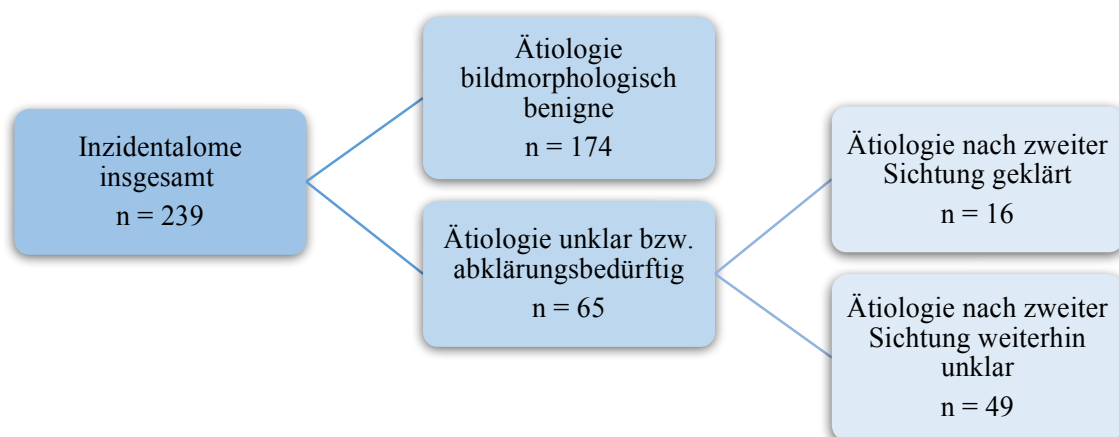 Inzidentalome
insgesamt
n = 239
Ätiologie
bildmorphologisch
benigne
n = 174
Ätiologie unklar bzw.
abklärungsbedürftig
n = 65
Ätiologie nach zweiter
Sichtung geklärt
n = 16
Ätiologie nach zweiter
Sichtung weiterhin
unklar
n = 49